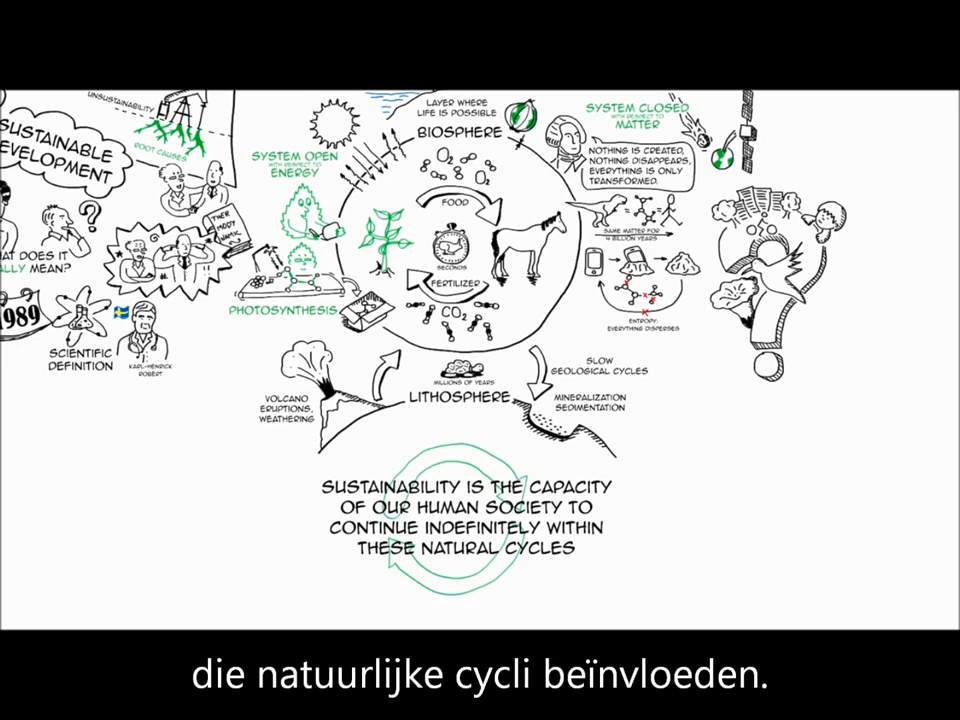 UNSUSTAINABILITY
ROOT CAUSES
SUSTAINABLE
EVELOPMENT
AT DOES IT
ALLY MEAN?
1989
SCIENTIFIC
DEFINITION
KARL-HENRICK
ROBERT
THER
MODY
NAMIC
SYSTEM OPEN
WITH RESPECT TO
ENERGY
PHOTOSYNTHESIS
LAYER WHERE
LIFE IS POSSIBLE
BIOSPHERE
O2
O2
FOOD
SECONDS
FERTILIZER
CO2
SYSTEM CLOSED
WITH RESPECT TO
MATTER
NOTHING IS CREATED,
NOTHING DISAPPEARS,
EVERYTHING IS ONLY
TRANSFORMED.
SAME MATTER FOR
4 BILLION YEARS
ENTROPY:
EVERYTHING DISPERSES
VOLCANO
ERUPTIONS,
WEATHERING
MILLIONS OF YEARS
LITHOSPHERE
SLOW
GEOLOGICAL CYCLES
MINERALIZATION
SEDIMENTATION
SUSTAINABILITY IS THE CAPACITY
OF OUR HUMAN SOCIETY TO
CONTINUE INDEFINITELY WITHIN
THESE NATURAL CYCLES
die natuurlijke cycli beïnvloeden.